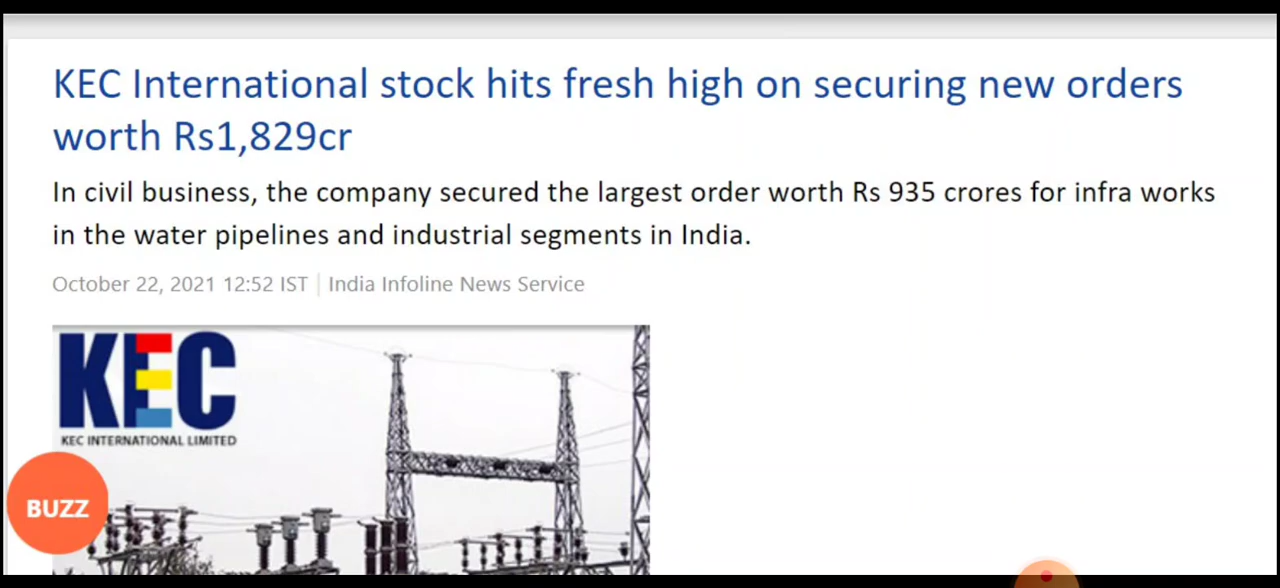 KEC International stock hits fresh high on securing new orders
worth Rs1,829cr
In civil business, the company secured the largest order worth Rs 935 crores for infra works
in the water pipelines and industrial segments in India.
October 22, 2021 12:52 IST | India Infoline News Service
KEC
KEC INTERNATIONAL LIMITED
BUZZ